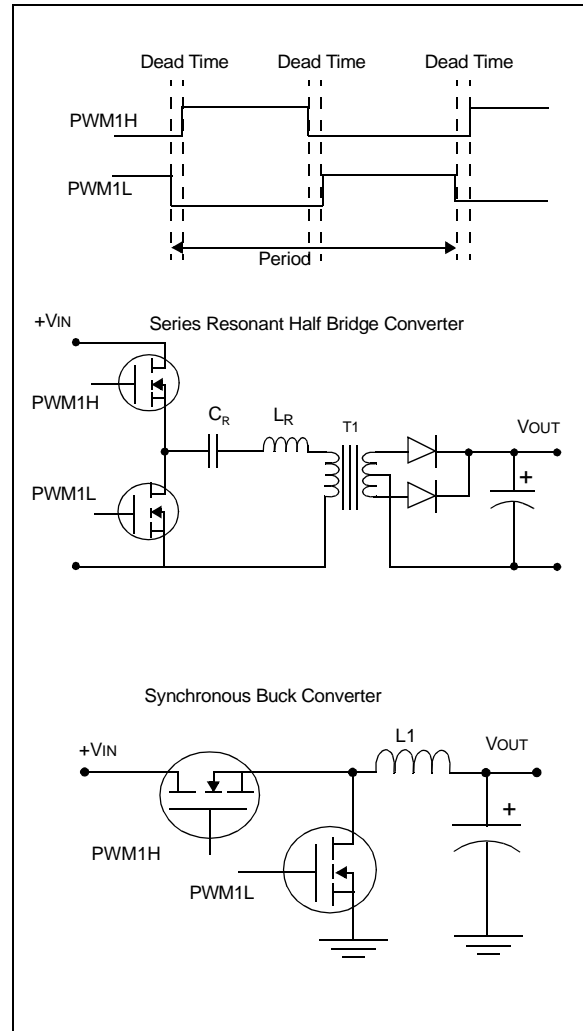 Dead Time Dead Time Dead Time
PWM1H
PWM1L
Period
Series Resonant Half Bridge Converter
+VIN
PWM1H
CR LR T1 VOUT
PWM1L
+
Synchronous Buck Converter
+VIN L1 VOUT
+
PWM1H
PWM1L